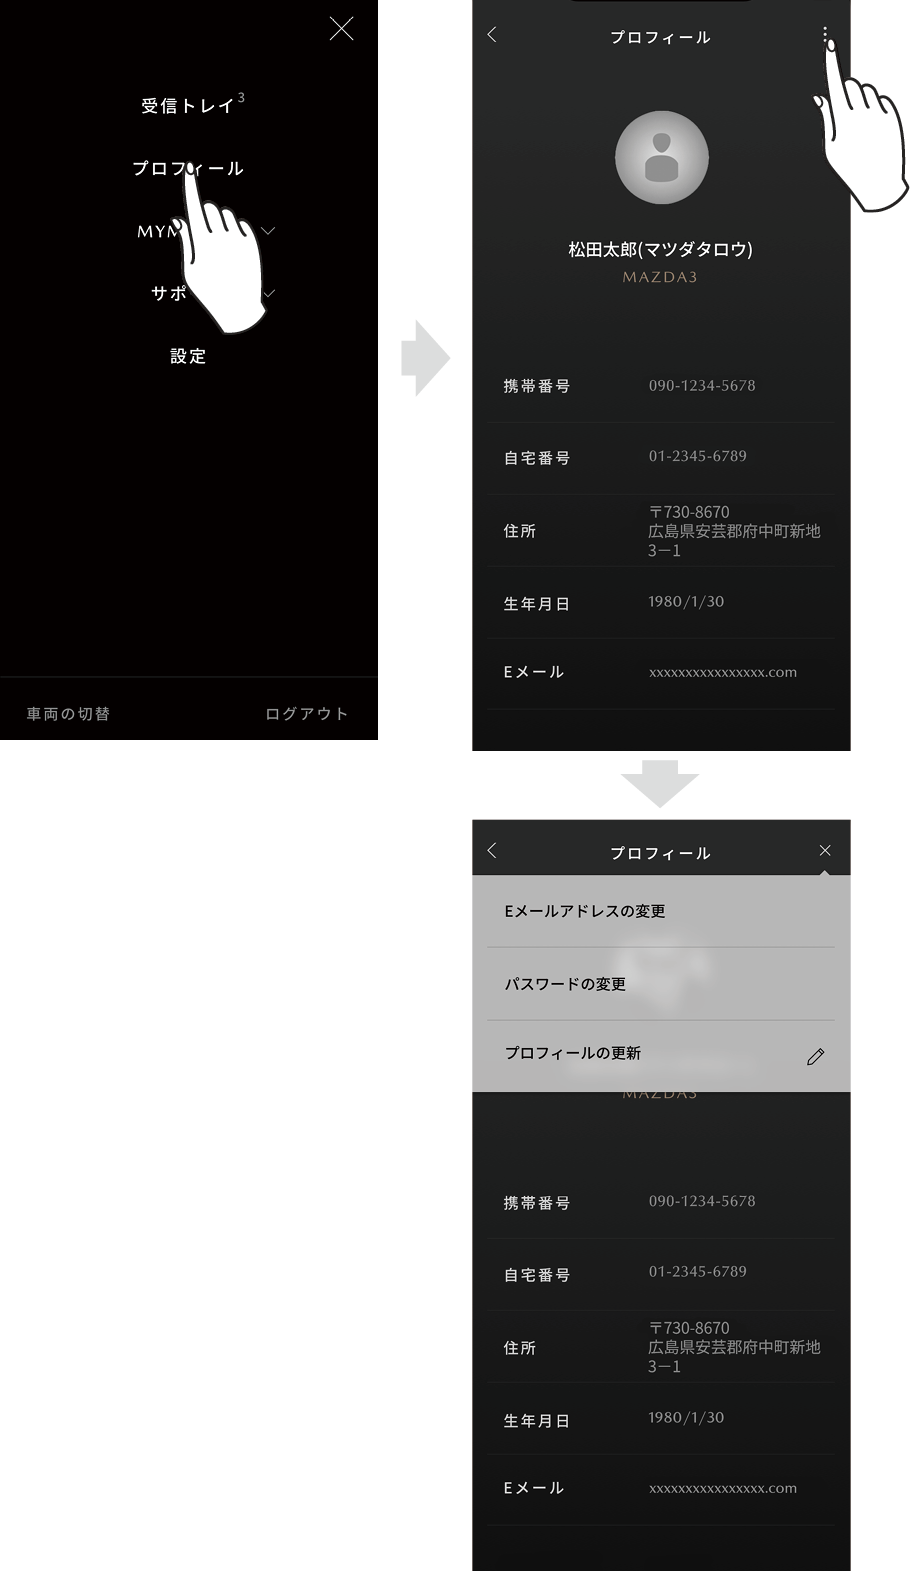 受信トレイ3
プロフィール
MYM
サポ
設定
車両の切替
ログアウト
プロフィール
松田太郎(マツダタロウ)
MAZDA3
携帯番号 090-1234-5678
自宅番号 01-2345-6789
住所 〒730-8670
広島県安芸郡府中町新地
3ー1
生年月日 1980/1/30
Eメール xxxxxxxxxxxxxxxx.com
プロフィール
Eメールアドレスの変更
パスワードの変更
プロフィールの更新
MAZDA3
携帯番号 090-1234-5678
自宅番号 01-2345-6789
住所 〒730-8670
広島県安芸郡府中町新地
3ー1
生年月日 1980/1/30
Eメール xxxxxxxxxxxxxxxx.com